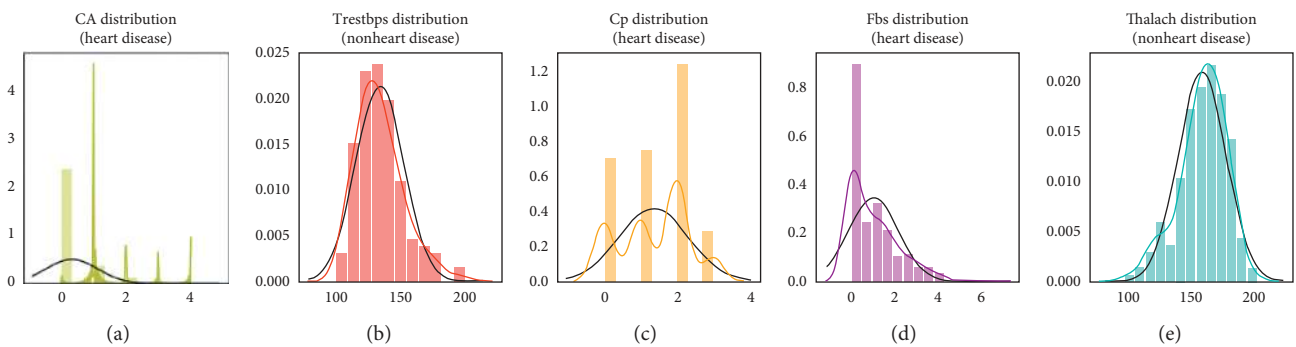 CA distribution
(heart disease)
4
3
2
1
0
0 2 4
(a)
Trestbps distribution
(nonheart disease)
0.025
0.020
0.015
0.010
0.005
0.000
100 150 200
(b)
Cp distribution
(heart disease)
1.2
1.0
0.8
0.6
0.4
0.2
0.0
0 2 4
(c)
Fbs distribution
(heart disease)
0.8
0.6
0.4
0.2
0.0
0 2 4 6
(d)
Thalach distribution
(nonheart disease)
0.020
0.015
0.010
0.005
0.000
100 150 200
(e)